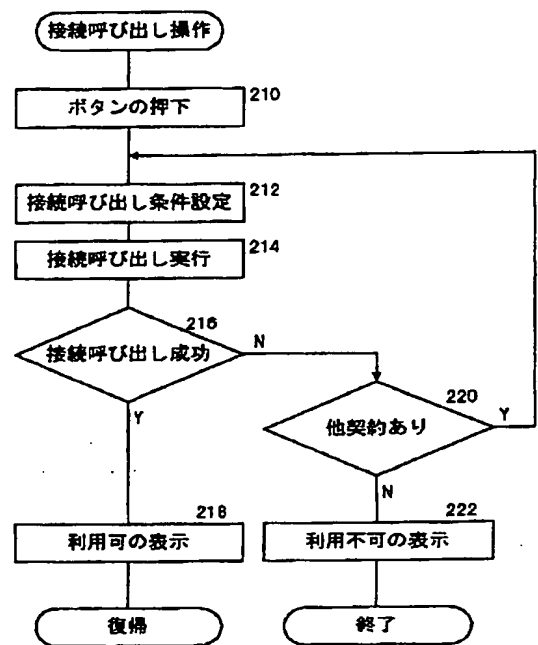 接続呼び出し操作
ボタンの押下
210
接続呼び出し条件設定
212
接続呼び出し実行
214
接続呼び出し成功
216
N
Y
他契約あり
220
Y
N
利用可の表示
218
利用不可の表示
222
復帰
終了